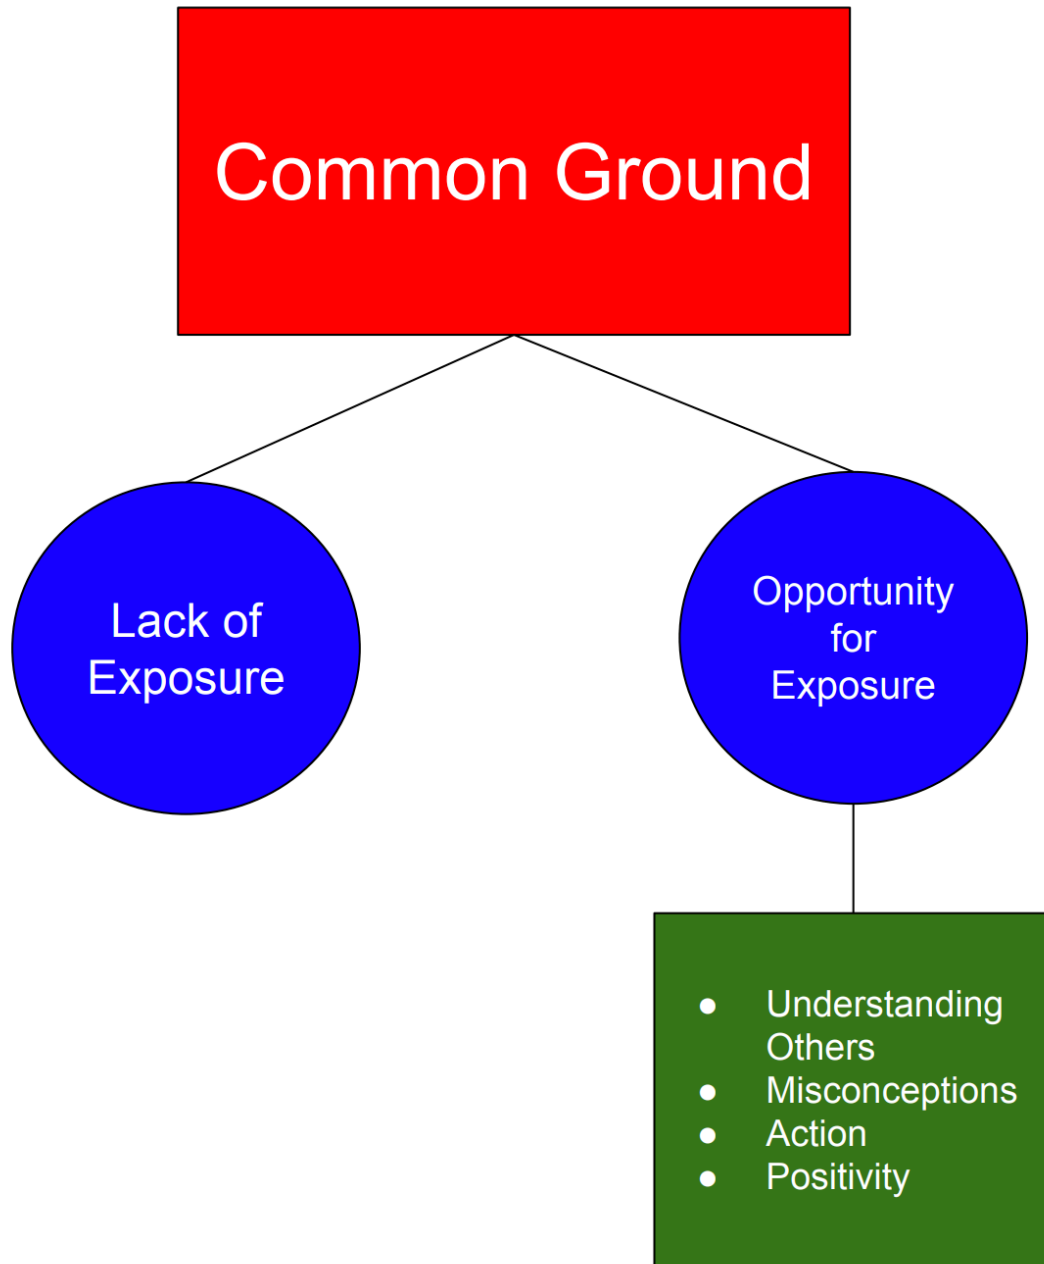 Common Ground
Lack of
Exposure
Opportunity
for
Exposure
● Understanding
Others
● Misconceptions
● Action
● Positivity